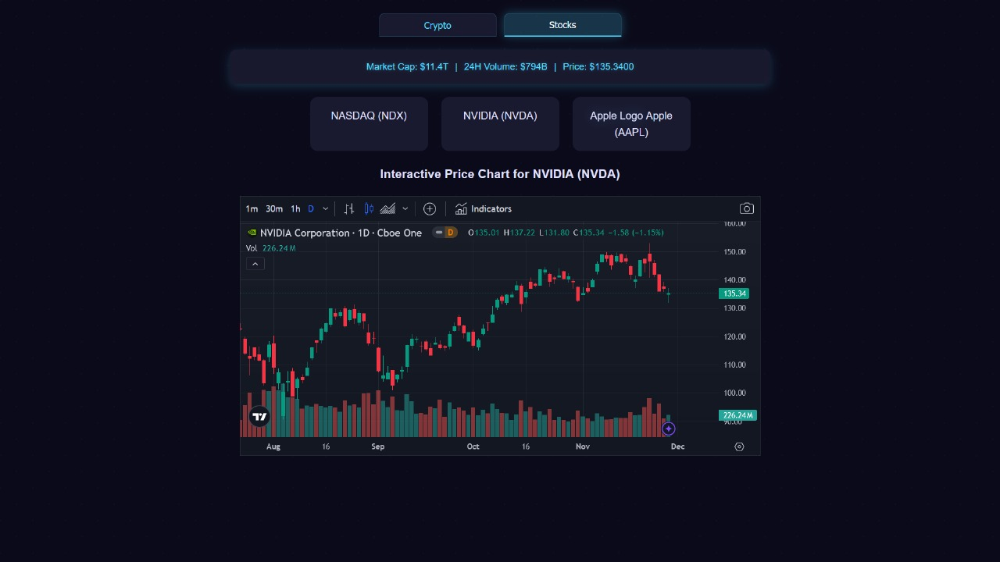 Crypto Stocks
Market Cap: $11.4T | 24H Volume: $794B | Price: $135.3400
NASDAQ (NDX) NVIDIA (NVDA) Apple Logo Apple
(AAPL)
Interactive Price Chart for NVIDIA (NVDA)
1m 30m 1h D Indicators
NVIDIA Corporation · 1D · Cboe One D O135.01 H137.22 L131.80 C135.34 −1.58 (−1.15%)
Vol 226.24 M
160.00
150.00
140.00
135.34
130.00
120.00
110.00
100.00
226.24M
90.00
Aug 16 Sep Oct 16 Nov Dec